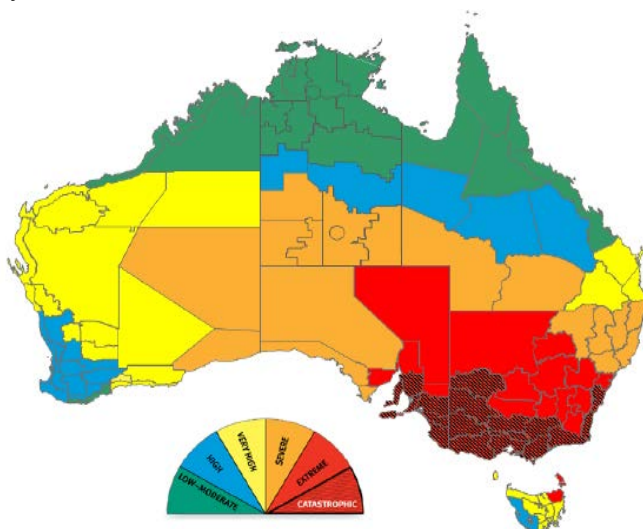 LOW–MODERATE
HIGH
VERY HIGH
SEVERE
EXTREME
CATASTROPHIC